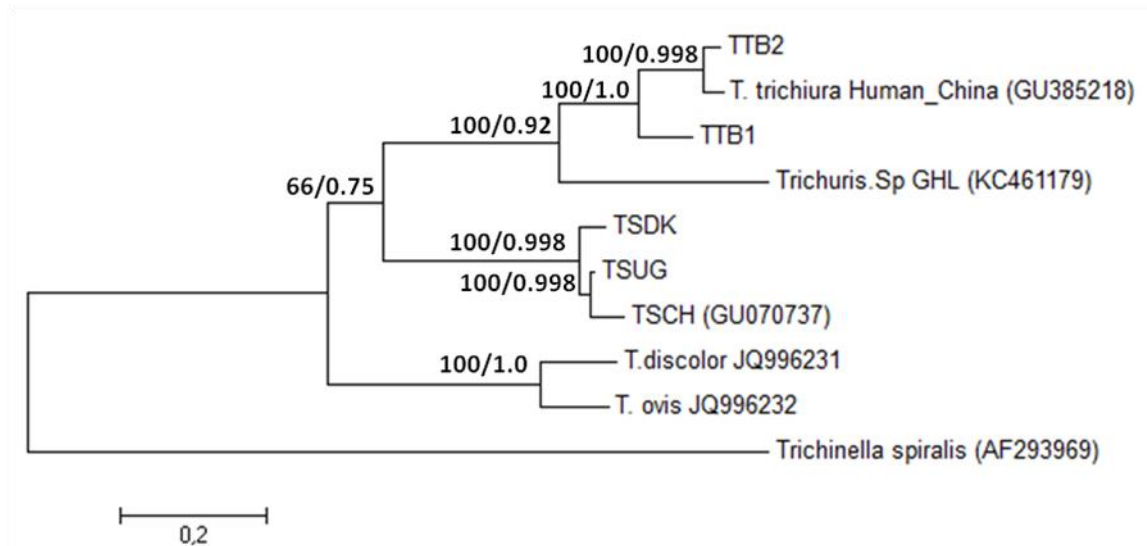 TTB2
100/0.998
T. trichiura Human_China (GU385218)
100/1.0
100/0.92
TTB1
Trichuris.Sp GHL (KC461179)
66/0.75
TSDK
100/0.998
TSUG
100/0.998
TSCH (GU070737)
100/1.0
T.discolor JQ996231
T. ovis JQ996232
Trichinella spiralis (AF293969)
0,2